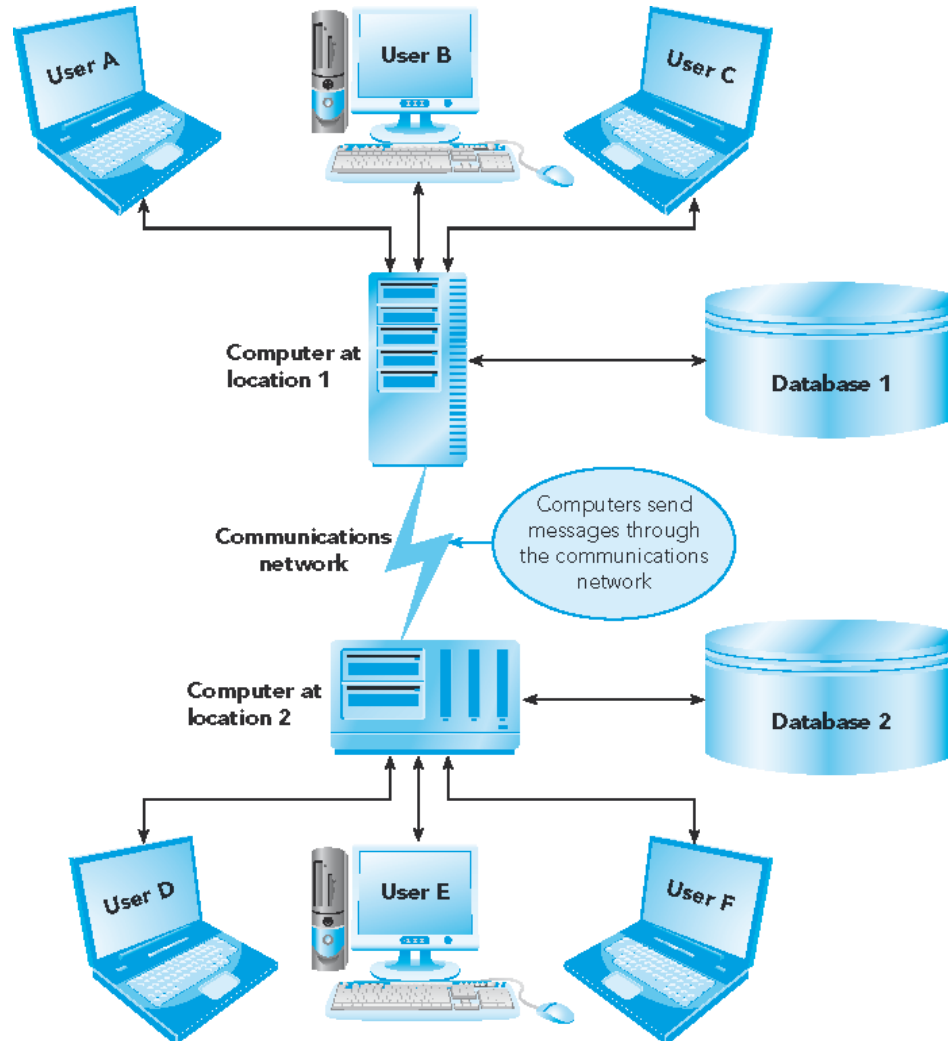 User A
User B
User C
Computer at
location 1
Database 1
Communications
network
Computers send
messages through
the communications
network
Computer at
location 2
Database 2
User D
User E
User F